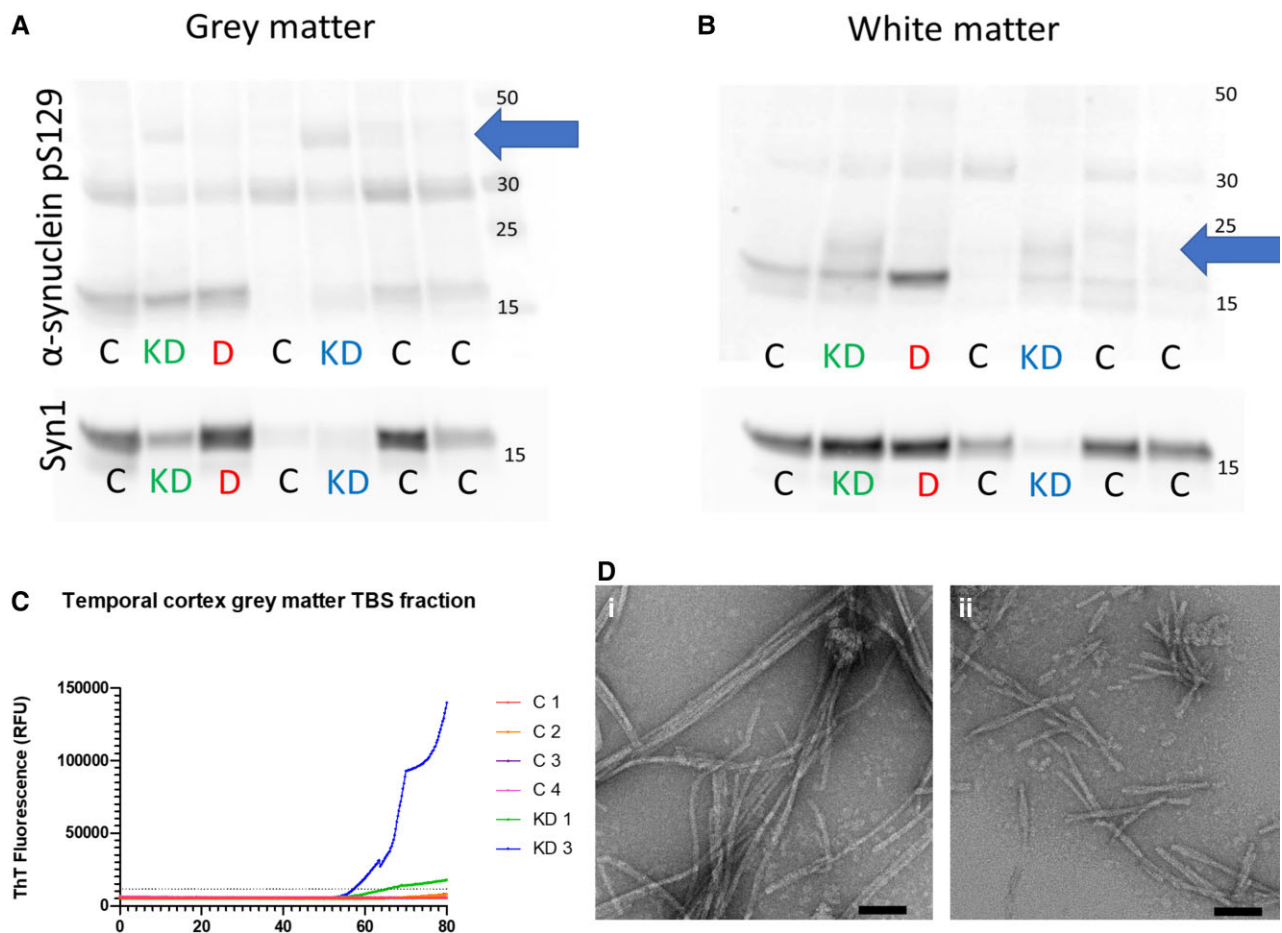 A
Grey matter
α-synuclein pS129
50
30
25
15
C KD D C KD C C
Syn1
15
C KD D C KD C C
B
White matter
50
30
25
15
C KD D C KD C C
15
C KD D C KD C C
C
Temporal cortex grey matter TBS fraction
ThT Fluorescence (RFU)
150000
100000
50000
0
0 20 40 60 80
C 1
C 2
C 3
C 4
KD 1
KD 3
D
i
ii